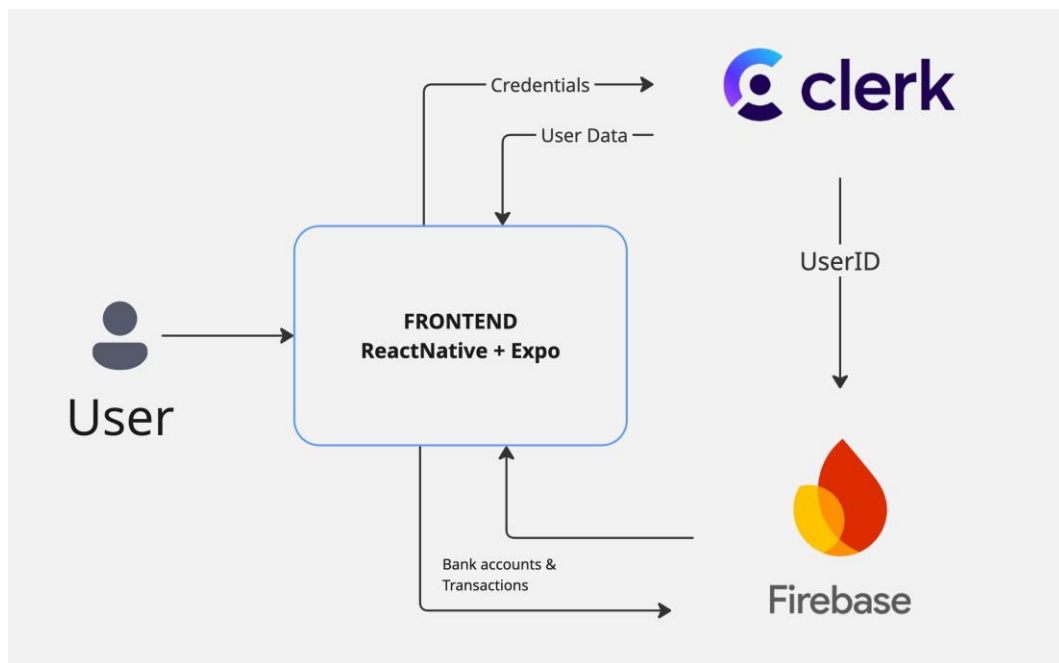 Credentials
clerk
User Data
UserID
FRONTEND
ReactNative + Expo
User
Bank accounts &
Transactions
Firebase